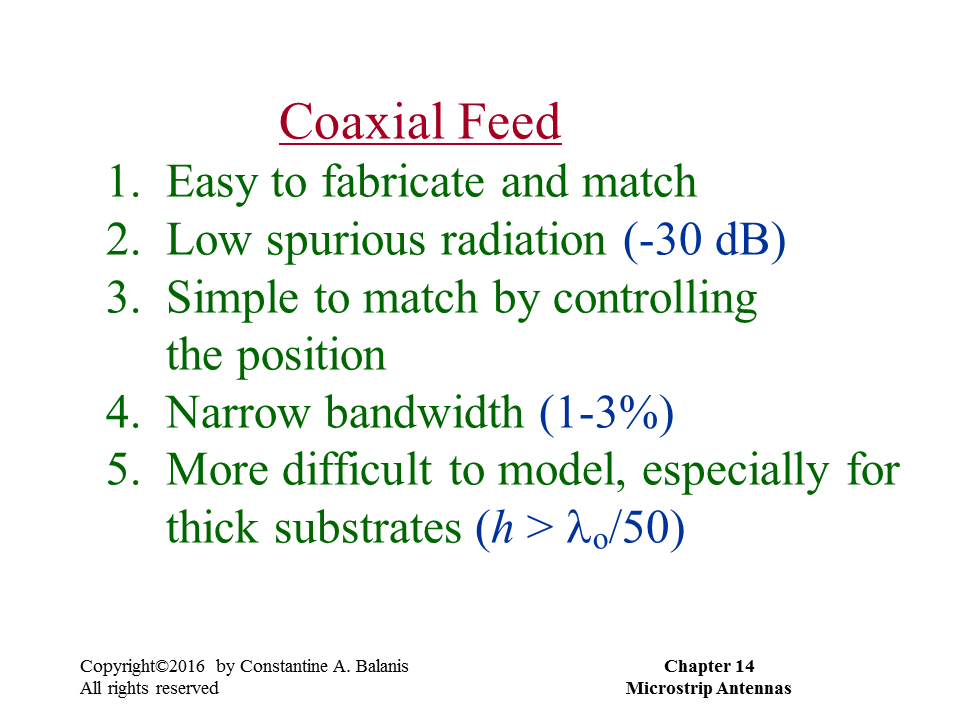 Coaxial Feed
1. Easy to fabricate and match
2. Low spurious radiation (-30 dB)
3. Simple to match by controlling
the position
4. Narrow bandwidth (1-3%)
5. More difficult to model, especially for
thick substrates (h > λo/50)
Copyright©2016 by Constantine A. Balanis
All rights reserved
Chapter 14
Microstrip Antennas